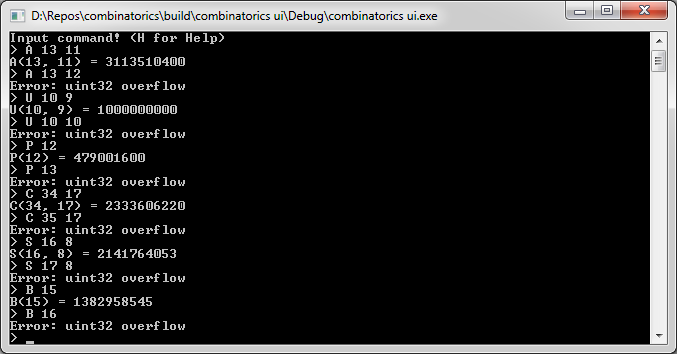 D:\Repos\combinatorics\build\combinatorics ui\Debug\combinatorics ui.exe
Input command! (H for Help)
> A 13 11
A(13, 11) = 3113510400
> A 13 12
Error: uint32 overflow
> U 10 9
U(10, 9) = 1000000000
> U 10 10
Error: uint32 overflow
> P 12
P(12) = 479001600
> P 13
Error: uint32 overflow
> C 34 17
C(34, 17) = 2333606220
> C 35 17
Error: uint32 overflow
> S 16 8
S(16, 8) = 2141764053
> S 17 8
Error: uint32 overflow
> B 15
B(15) = 1382958545
> B 16
Error: uint32 overflow
> _